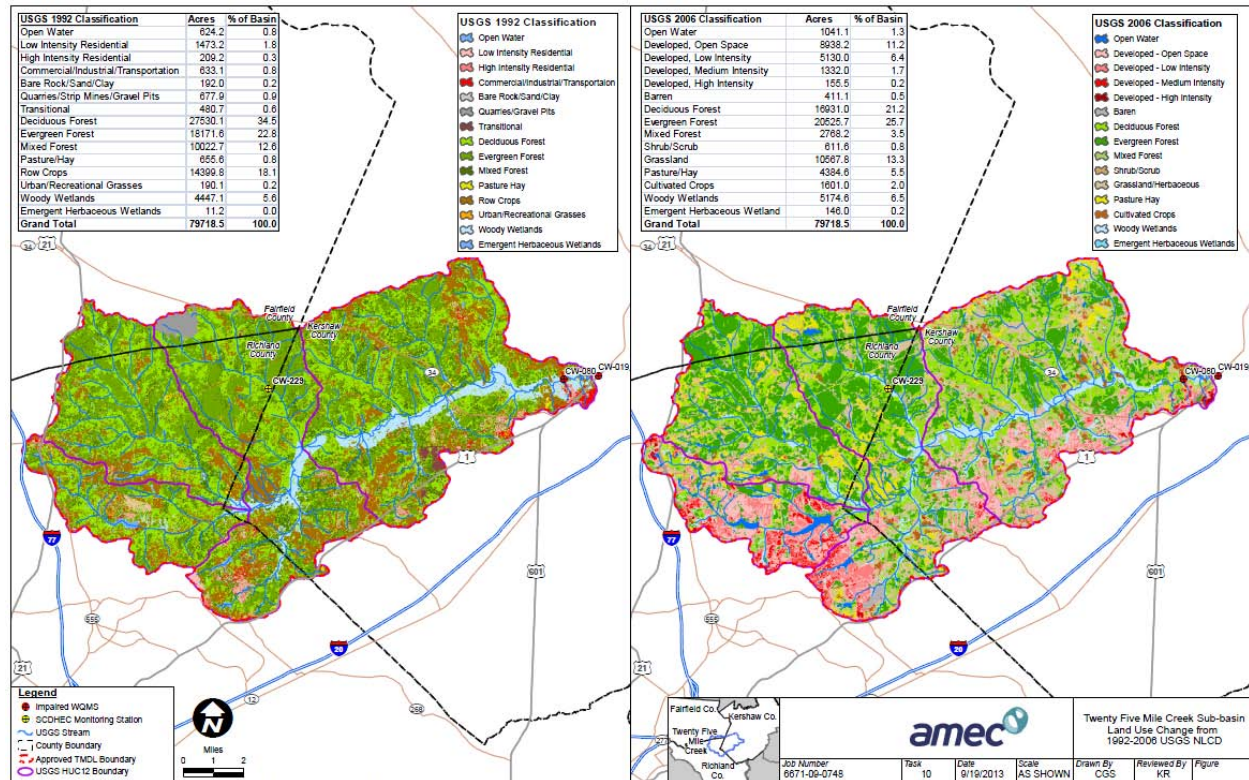 USGS 1992 Classification Acres % of Basin
Open Water 624.2 0.8
Low Intensity Residential 1473.2 1.8
High Intensity Residential 209.2 0.3
Commercial/Industrial/Transportation 633.1 0.8
Bare Rock/Sand/Clay 192.0 0.2
Quarries/Strip Mines/Gravel Pits 677.9 0.9
Transitional 480.7 0.6
Deciduous Forest 27530.1 34.5
Evergreen Forest 18171.6 22.8
Mixed Forest 10022.7 12.6
Pasture/Hay 655.6 0.8
Row Crops 14399.8 18.1
Urban/Recreational Grasses 190.1 0.2
Woody Wetlands 4447.1 5.6
Emergent Herbaceous Wetlands 11.2 0.0
Grand Total 79718.5 100.0
USGS 1992 Classification
Open Water
Low Intensity Residential
High Intensity Residential
Commercial/Industrial/Transportaion
Bare Rock/Sand/Clay
Quarries/Gravel Pits
Transitional
Deciduous Forest
Evergreen Forest
Mixed Forest
Pasture Hay
Row Crops
Urban/Recreational Grasses
Woody Wetlands
Emergent Herbaceous Wetlands
34
21
Fairfield
County
Kershaw
County
Richland
County
CW-229
34
CW-080
CW-019
1
77
601
555
20
21
12
268
Legend
Impaired WQMS
SCDHEC Monitoring Station
USGS Stream
County Boundary
Approved TMDL Boundary
USGS HUC12 Boundary
N
Miles
0 1 2
USGS 2006 Classification Acres % of Basin
Open Water 1041.1 1.3
Developed, Open Space 8938.2 11.2
Developed, Low Intensity 5130.0 6.4
Developed, Medium Intensity 1332.0 1.7
Developed, High Intensity 155.5 0.2
Barren 411.1 0.5
Deciduous Forest 16931.0 21.2
Evergreen Forest 20525.7 25.7
Mixed Forest 2768.2 3.5
Shrub/Scrub 611.6 0.8
Grassland 10567.8 13.3
Pasture/Hay 4384.6 5.5
Cultivated Crops 1601.0 2.0
Woody Wetlands 5174.6 6.5
Emergent Herbaceous Wetland 146.0 0.2
Grand Total 79718.5 100.0
USGS 2006 Classification
Open Water
Developed - Open Space
Developed - Low Intensity
Developed - Medium Intensity
Developed - High Intensity
Baren
Deciduous Forest
Evergreen Forest
Mixed Forest
Shrub/Scrub
Grassland/Herbaceous
Pasture Hay
Cultivated Crops
Woody Wetlands
Emergent Herbaceous Wetlands
34
21
Fairfield
County
Kershaw
County
Richland
County
CW-229
34
CW-080
CW-019
1
77
601
555
20
21
Fairfield Co.
Kershaw Co.
Twenty Five
Mile
Creek
Richland
Co.
amec
Twenty Five Mile Creek Sub-basin
Land Use Change from
1992-2006 USGS NLCD
Job Number Task Date Scale Drawn By Reviewed By Figure
6671-09-0748 10 9/19/2013 AS SHOWN CGS KR